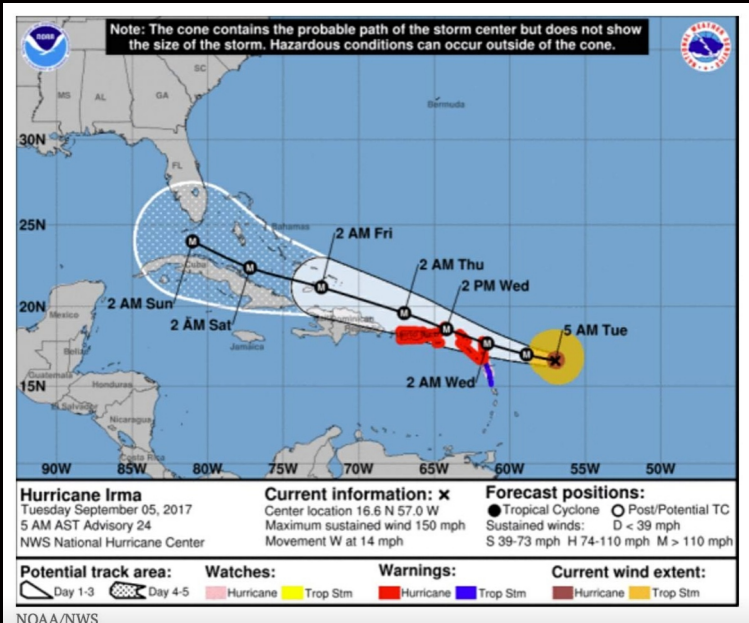 Note: The cone contains the probable path of the storm center but does not show
the size of the storm. Hazardous conditions can occur outside of the cone.
NOAA
NATIONAL WEATHER SERVICE
SC
MS
AL
GA
Bermuda
30N
FL
25N
Bahamas
2 AM Fri
2 AM Thu
2 PM Wed
Cuba
20N
2 AM Sun
2 AM Sat
5 AM Tue
Mexico
Jamaica
Belize
15N
2 AM Wed
Guatemala
Honduras
El Salvador
Nicaragua
Costa Rica
90W 85W 80W 75W 70W 65W 60W 55W 50W
Hurricane Irma
Tuesday September 05, 2017
5 AM AST Advisory 24
NWS National Hurricane Center
Current information: x
Center location 16.6 N 57.0 W
Maximum sustained wind 150 mph
Movement W at 14 mph
Forecast positions:
Tropical Cyclone Post/Potential TC
Sustained winds: D < 39 mph
S 39-73 mph H 74-110 mph M > 110 mph
Potential track area:
Day 1-3 Day 4-5
Watches:
Hurricane Trop Stm
Warnings:
Hurricane Trop Stm
Current wind extent:
Hurricane Trop Stm
NOAA/NWS